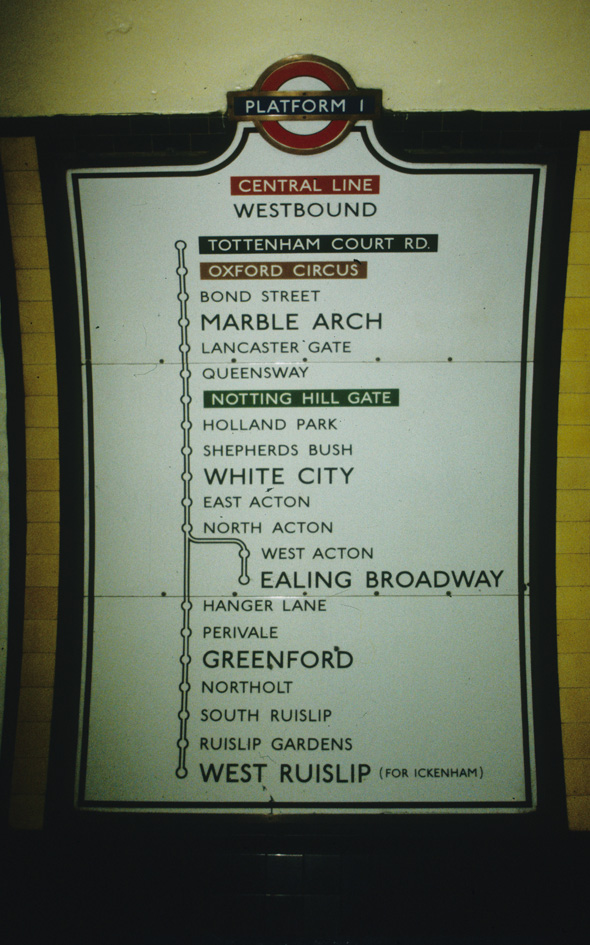 PLATFORM 1
CENTRAL LINE
WESTBOUND
TOTTENHAM COURT RD.
OXFORD CIRCUS
BOND STREET
MARBLE ARCH
LANCASTER GATE
QUEENSWAY
NOTTING HILL GATE
HOLLAND PARK
SHEPHERDS BUSH
WHITE CITY
EAST ACTON
NORTH ACTON
WEST ACTON
EALING BROADWAY
HANGER LANE
PERIVALE
GREENFORD
NORTHOLT
SOUTH RUISLIP
RUISLIP GARDENS
WEST RUISLIP (FOR ICKENHAM)